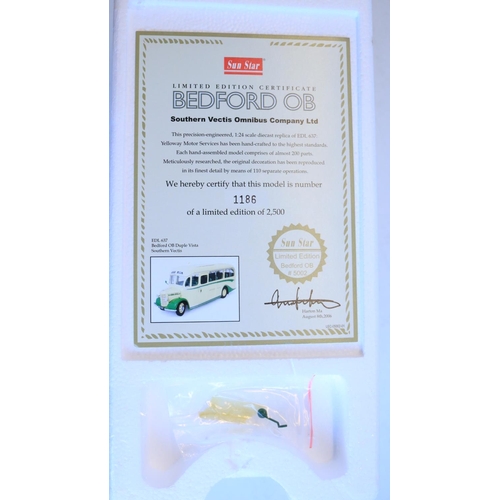 Sun Star
LIMITED EDITION CERTIFICATE
BEDFORD OB
Southern Vectis Omnibus Company Ltd
This precision-engineered, 1:24 scale diecast replica of EDL 637.
Yelloway Motor Services has been hand-crafted to the highest standards.
Each hand-assembled model comprises of almost 200 parts.
Meticulously researched, the original decoration has been reproduced
in its finest detail by means of 110 separate operations.
We hereby certify that this model is number
1186
of a limited edition of 2,500
EDL 637
Bedford OB Duple Vista
Southern Vectis
Sun Star
Limited Edition
Bedford OB
# 5002